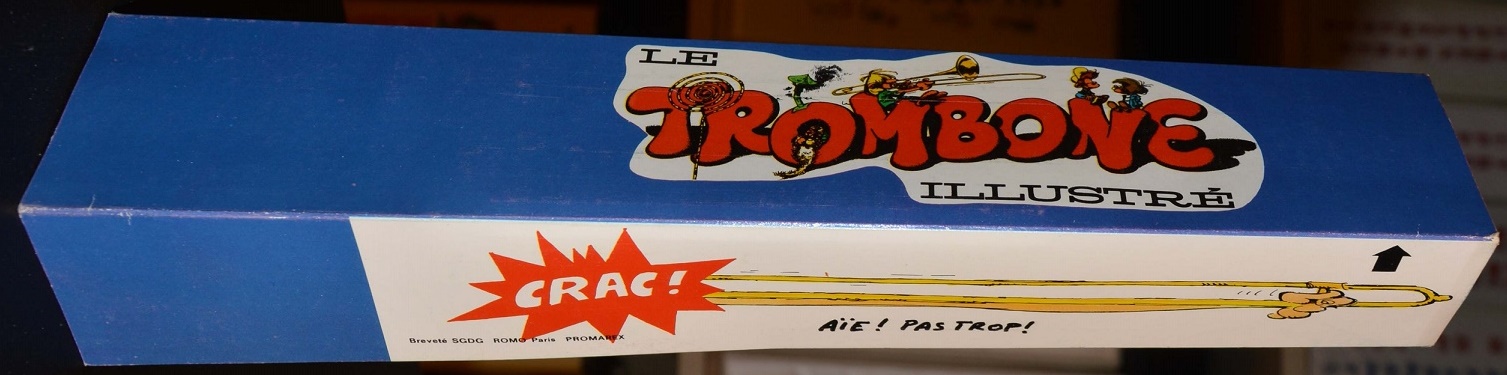 LE
TROMBONE
ILLUSTRÉ
CRAC!
AÏE! PAS TROP!
Breveté SGDG ROMO Paris PROMAREX